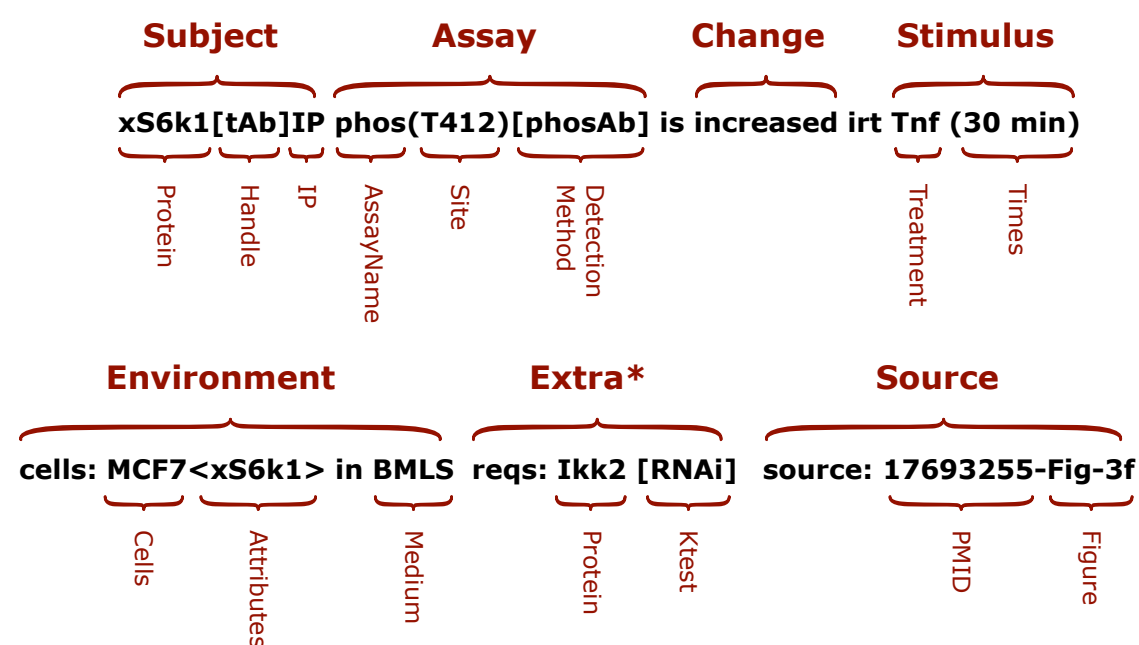 Subject Assay Change Stimulus
xS6k1[tAb]IP phos(T412)[phosAb] is increased irt Tnf (30 min)
Protein
Handle
IP
AssayName
Site
Detection
Method
Treatment
Times
Environment Extra* Source
cells: MCF7<xS6k1> in BMLS reqs: Ikk2 [RNAi] source: 17693255-Fig-3f
Cells
Attributes
Medium
Protein
Ktest
PMID
Figure